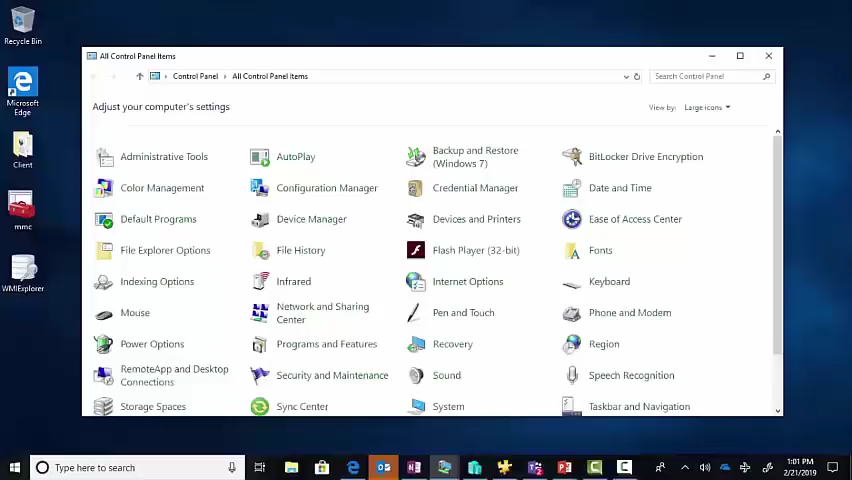 Recycle Bin
Microsoft
Edge
Client
mmc
WMIExplorer
All Control Panel Items
Control Panel
All Control Panel Items
Search Control Panel
Adjust your computer's settings
View by:
Large icons
Administrative Tools
AutoPlay
Backup and Restore
(Windows 7)
BitLocker Drive Encryption
Color Management
Configuration Manager
Credential Manager
Date and Time
Default Programs
Device Manager
Devices and Printers
Ease of Access Center
File Explorer Options
File History
Flash Player (32-bit)
Fonts
Indexing Options
Infrared
Internet Options
Keyboard
Mouse
Network and Sharing
Center
Pen and Touch
Phone and Modem
Power Options
Programs and Features
Recovery
Region
RemoteApp and Desktop
Connections
Security and Maintenance
Sound
Speech Recognition
Storage Spaces
Sync Center
System
Taskbar and Navigation
Type here to search
1:01 PM
2/21/2019